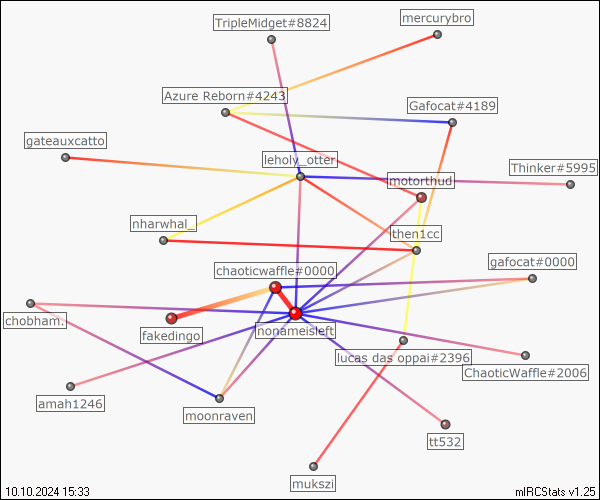 TripleMidget#8824
mercurybro
Azure Reborn#4243
Gafocat#4189
gateauxcatto
leholy_otter
Thinker#5995
motorthud
nharwhal_
then1cc
gafocat#0000
chaoticwaffle#0000
chobham.
fakedingo
nonameisleft
lucas das oppai#2396
ChaoticWaffle#2006
amah1246
moonraven
tt532
mukszi
10.10.2024 15:33
mIRCStats v1.25